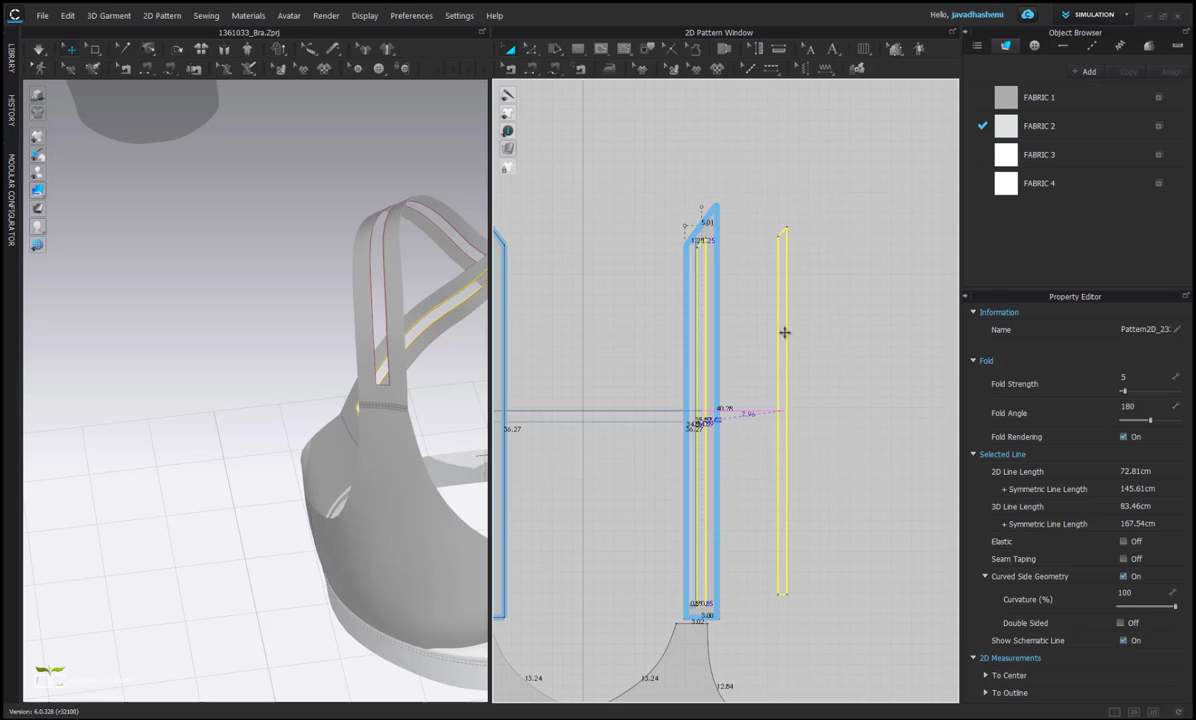 File Edit 3D Garment 2D Pattern Sewing Materials Avatar Render Display Preferences Settings Help
Hello, javadhashemi
SIMULATION
1361033_Bra.Zprj
2D Pattern Window
Object Browser
LIBRARY
HISTORY
MODULAR CONFIGURATOR
+ Add Copy Assign
FABRIC 1
FABRIC 2
FABRIC 3
FABRIC 4
5.01
40.28
7.96
36.27
36.27
3.00
3.02
13.24
13.24
12.84
Property Editor
Information
Name Pattern2D_23
Fold
Fold Strength 5
Fold Angle 180
Fold Rendering On
Selected Line
2D Line Length 72.81cm
+ Symmetric Line Length 145.61cm
3D Line Length 83.46cm
+ Symmetric Line Length 167.54cm
Elastic Off
Seam Taping Off
Curved Side Geometry On
Curvature (%) 100
Double Sided Off
Show Schematic Line On
2D Measurements
To Center
To Outline
Version: 6.0.328 (r32100)